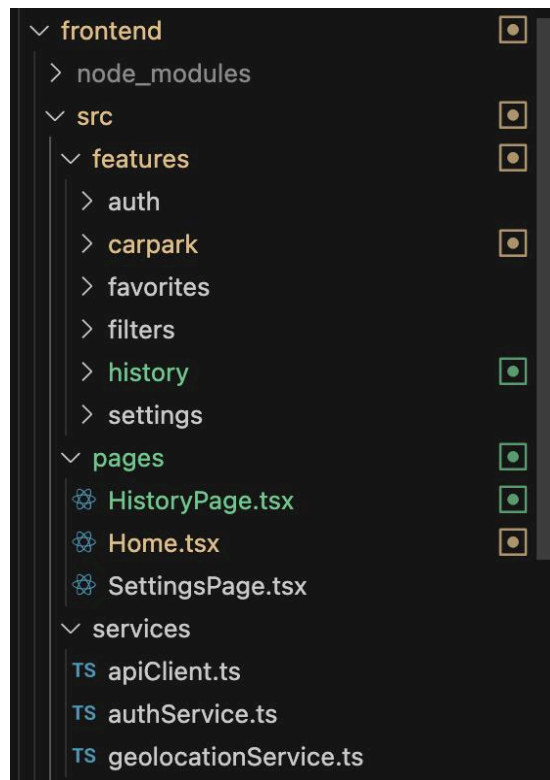 frontend
node_modules
src
features
auth
carpark
favorites
filters
history
settings
pages
HistoryPage.tsx
Home.tsx
SettingsPage.tsx
services
TS apiClient.ts
TS authService.ts
TS geolocationService.ts